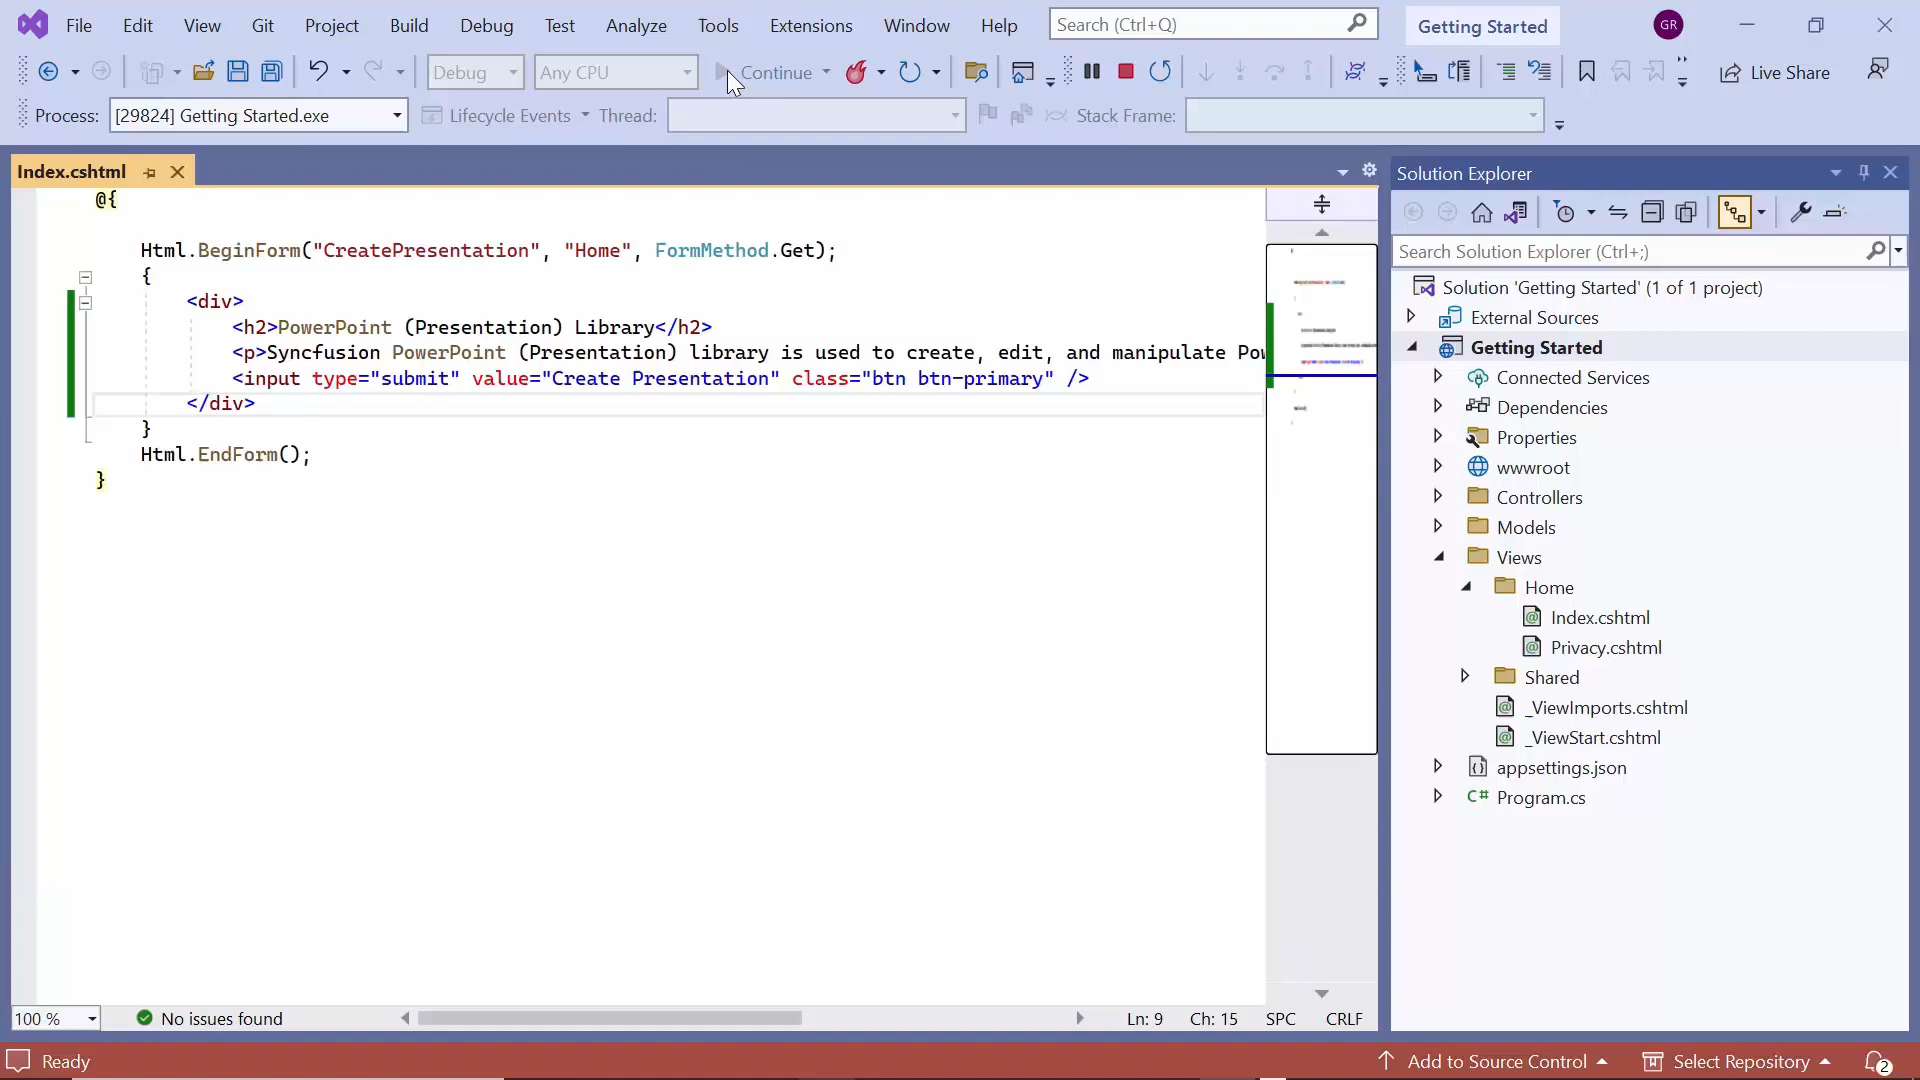 File Edit View Git Project Build Debug Test Analyze Tools Extensions Window Help Search (Ctrl+Q) Getting Started GR
Debug Any CPU Continue Live Share
Process: [29824] Getting Started.exe Lifecycle Events Thread: Stack Frame:
Index.cshtml
@{
Html.BeginForm("CreatePresentation", "Home", FormMethod.Get);
{
<div>
<h2>PowerPoint (Presentation) Library</h2>
<p>Syncfusion PowerPoint (Presentation) library is used to create, edit, and manipulate Pow
<input type="submit" value="Create Presentation" class="btn btn-primary" />
</div>
}
Html.EndForm();
}
100 % No issues found Ln: 9 Ch: 15 SPC CRLF
Solution Explorer
Search Solution Explorer (Ctrl+;)
Solution 'Getting Started' (1 of 1 project)
External Sources
Getting Started
Connected Services
Dependencies
Properties
wwwroot
Controllers
Models
Views
Home
Index.cshtml
Privacy.cshtml
Shared
_ViewImports.cshtml
_ViewStart.cshtml
appsettings.json
C# Program.cs
Ready Add to Source Control Select Repository 2